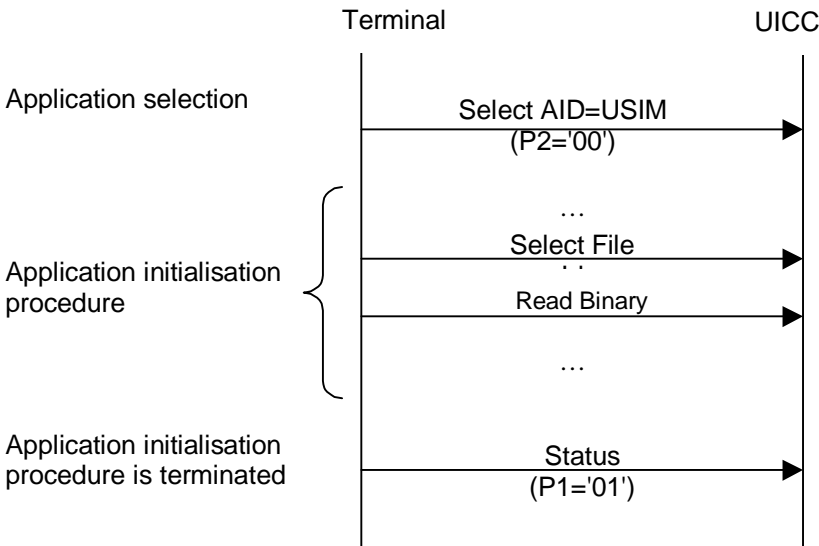 Terminal
UICC
Application selection
Select AID=USIM
(P2='00')
...
Select File
. .
Application initialisation
procedure
Read Binary
...
Application initialisation
procedure is terminated
Status
(P1='01')